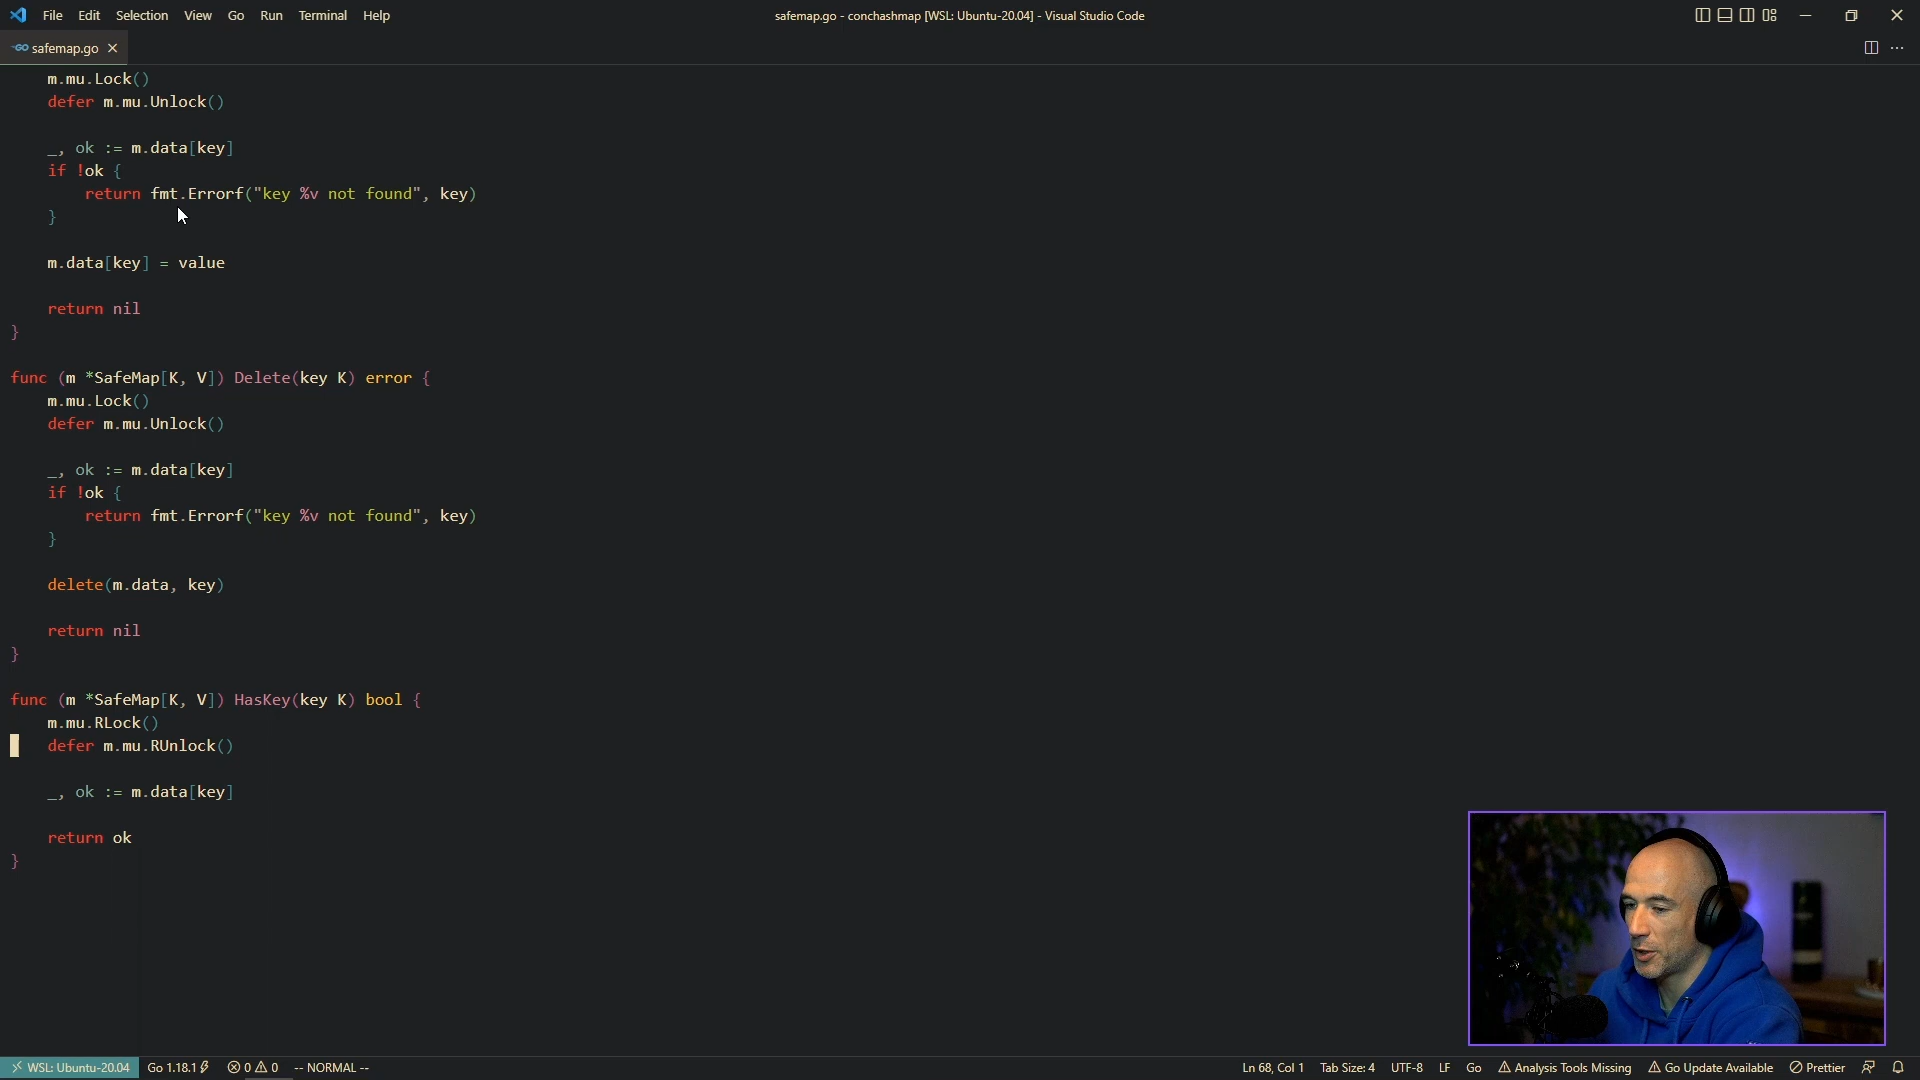 File Edit Selection View Go Run Terminal Help
safemap.go - conchashmap [WSL: Ubuntu-20.04] - Visual Studio Code
GO safemap.go
m.mu.Lock()
defer m.mu.Unlock()
_, ok := m.data[key]
if !ok {
return fmt.Errorf("key %v not found", key)
}
m.data[key] = value
return nil
}
func (m *SafeMap[K, V]) Delete(key K) error {
m.mu.Lock()
defer m.mu.Unlock()
_, ok := m.data[key]
if !ok {
return fmt.Errorf("key %v not found", key)
}
delete(m.data, key)
return nil
}
func (m *SafeMap[K, V]) HasKey(key K) bool {
m.mu.RLock()
defer m.mu.RUnlock()
_, ok := m.data[key]
return ok
}
WSL: Ubuntu-20.04 Go 1.18.1 0 0 -- NORMAL -- Ln 68, Col 1 Tab Size: 4 UTF-8 LF Go Analysis Tools Missing Go Update Available Prettier